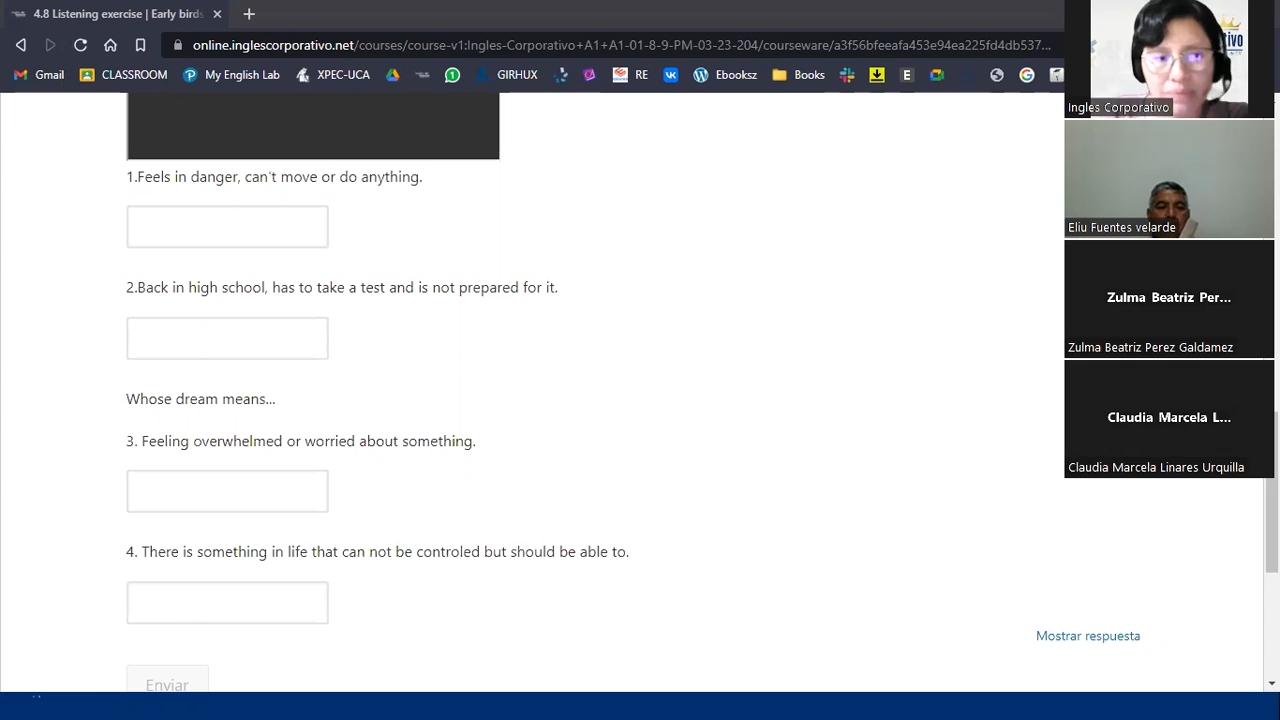 4.8 Listening exercise | Early birds
online.inglescorporativo.net/courses/course-v1:Ingles-Corporativo+A1+A1-01-8-9-PM-03-23-204/courseware/a3f56bfeeafa453e94ea225fd4db537...
Gmail CLASSROOM My English Lab XPEC-UCA GIRHUX RE Ebooksz Books
Ingles Corporativo
1.Feels in danger, can't move or do anything.
Eliu Fuentes velarde
2.Back in high school, has to take a test and is not prepared for it.
Zulma Beatriz Per...
Zulma Beatriz Perez Galdamez
Whose dream means...
Claudia Marcela L...
3. Feeling overwhelmed or worried about something.
Claudia Marcela Linares Urquilla
4. There is something in life that can not be controled but should be able to.
Mostrar respuesta
Enviar